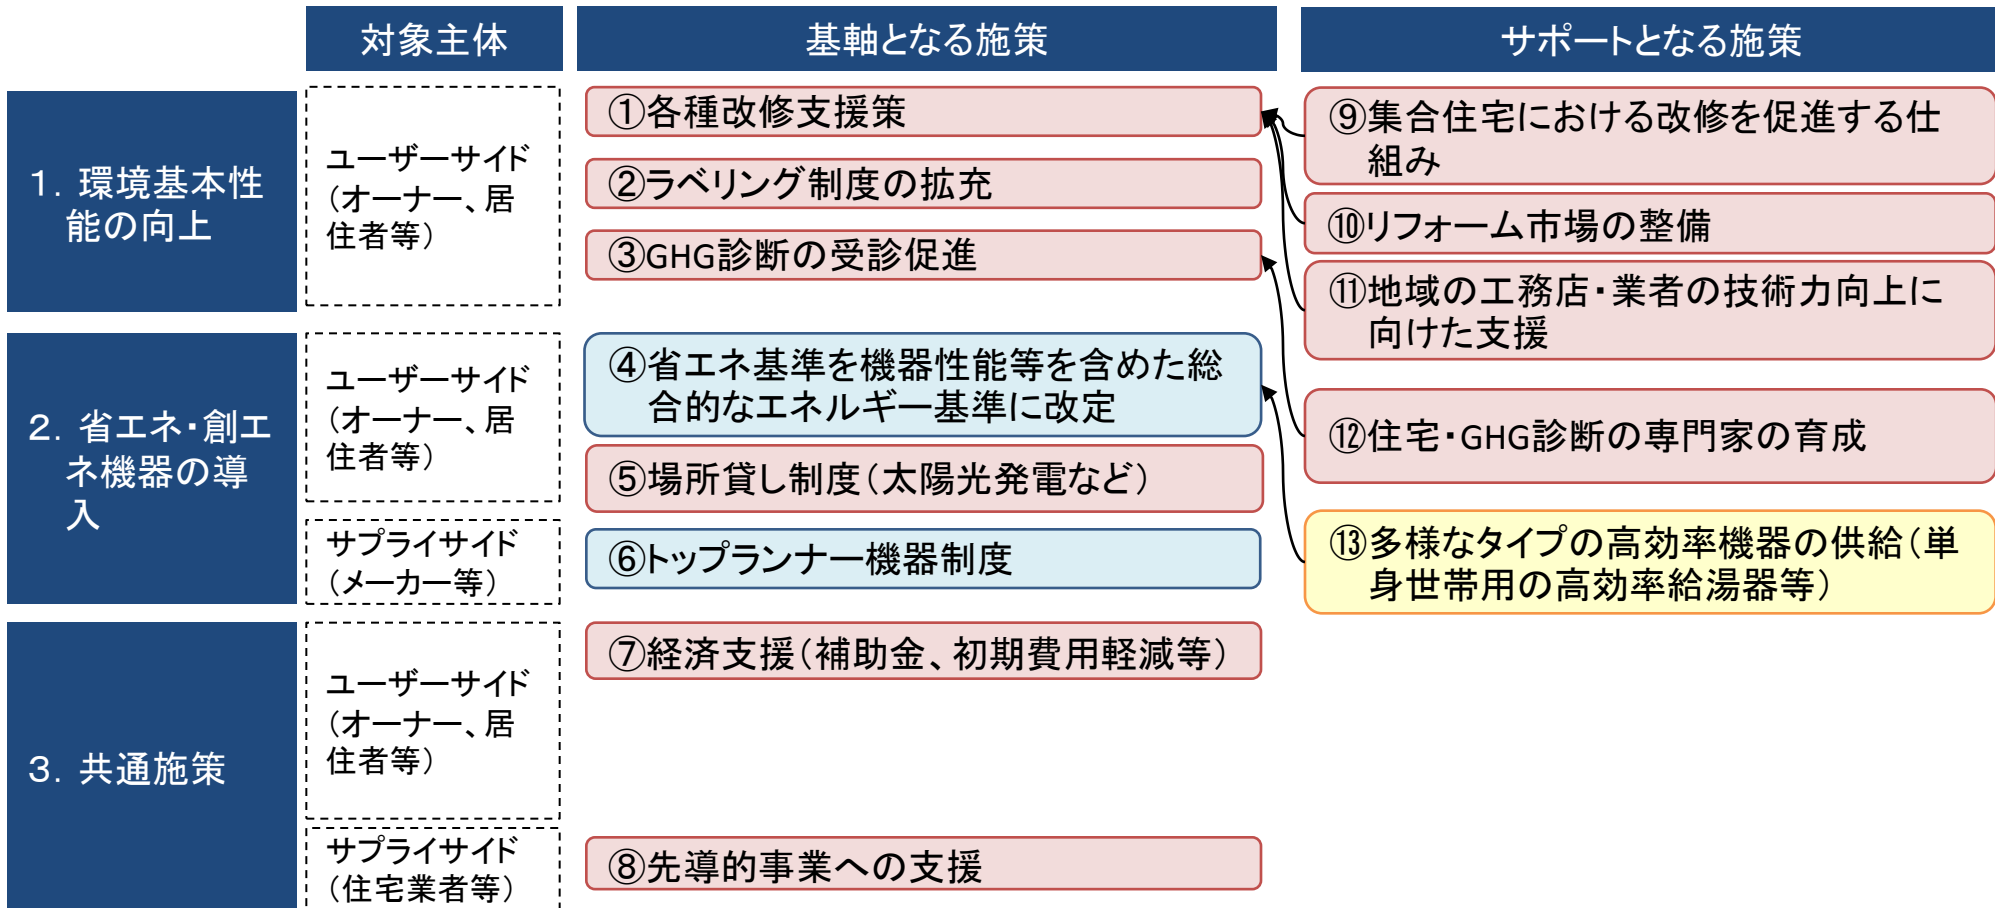 対象主体
基軸となる施策
サポートとなる施策
1. 環境基本性
能の向上
ユーザーサイド
(オーナー、居
住者等)
①各種改修支援策
②ラベリング制度の拡充
③GHG診断の受診促進
⑨集合住宅における改修を促進する仕
組み
⑩リフォーム市場の整備
⑪地域の工務店・業者の技術力向上に
向けた支援
2. 省エネ・創エ
ネ機器の導
入
ユーザーサイド
(オーナー、居
住者等)
④省エネ基準を機器性能等を含めた総
合的なエネルギー基準に改定
⑤場所貸し制度(太陽光発電など)
⑫住宅・GHG診断の専門家の育成
サプライサイド
(メーカー等)
⑥トップランナー機器制度
⑬多様なタイプの高効率機器の供給(単
身世帯用の高効率給湯器等)
3. 共通施策
ユーザーサイド
(オーナー、居
住者等)
⑦経済支援(補助金、初期費用軽減等)
サプライサイド
(住宅業者等)
⑧先導的事業への支援